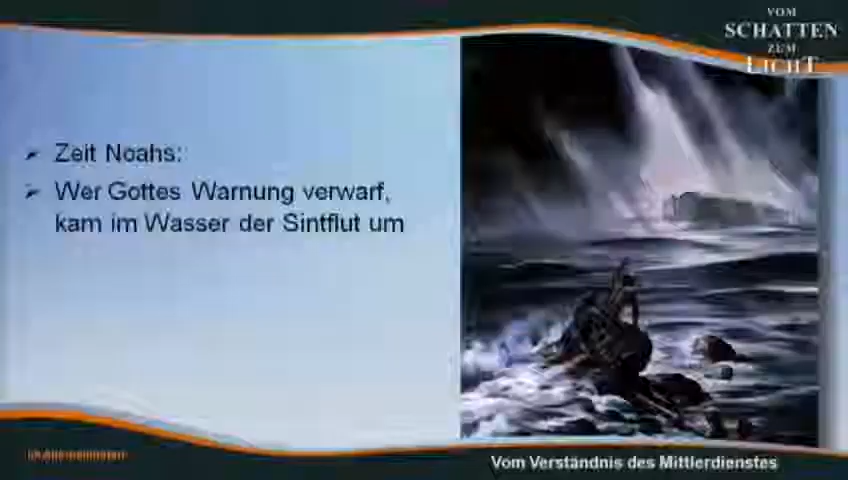 VOM
SCHATTEN
ZUM
LICHT
Zeit Noahs:
Wer Gottes Warnung verwarf,
kam im Wasser der Sintflut um
Vom Verständnis des Mittlerdienstes